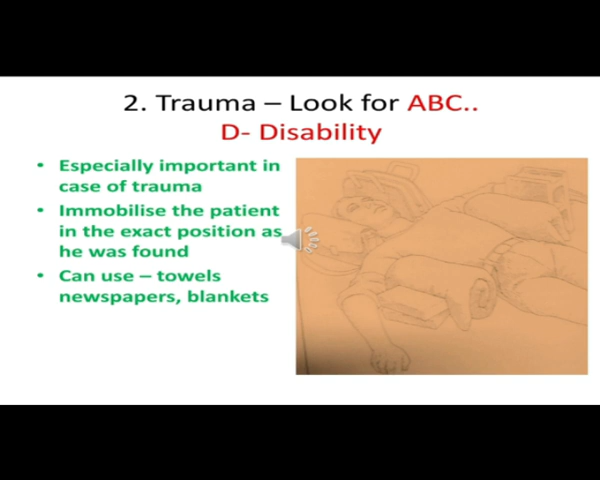 2. Trauma – Look for ABC..
D- Disability
• Especially important in
case of trauma
• Immobilise the patient
in the exact position as
he was found
• Can use – towels
newspapers, blankets